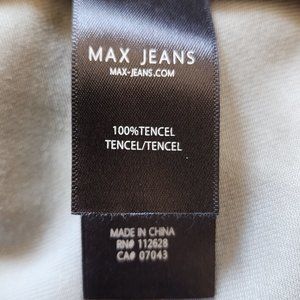 MAX JEANS
MAX-JEANS.COM
100%TENCEL
TENCEL/TENCEL
MADE IN CHINA
RN# 112628
CA# 07043